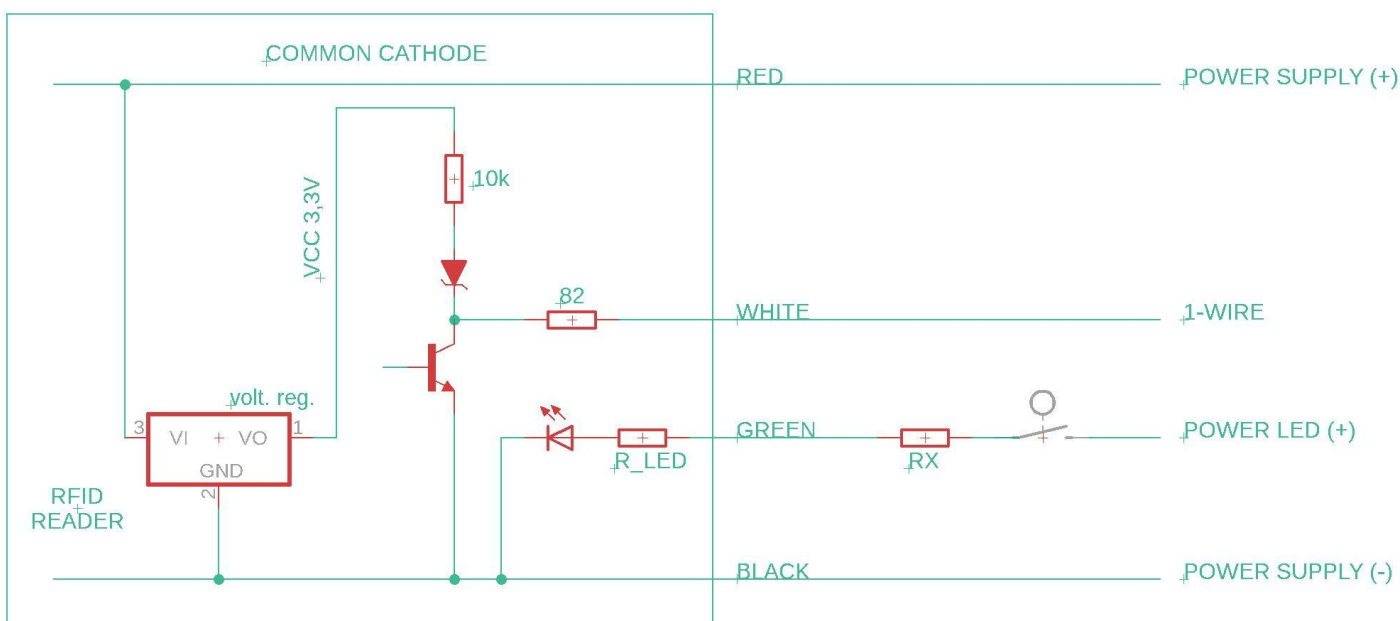 COMMON CATHODE
RED
POWER SUPPLY (+)
VCC 3,3V
10k
82
WHITE
1-WIRE
volt. reg.
3
VI
VO
1
GND
2
GREEN
POWER LED (+)
R_LED
RX
RFID
READER
BLACK
POWER SUPPLY (-)